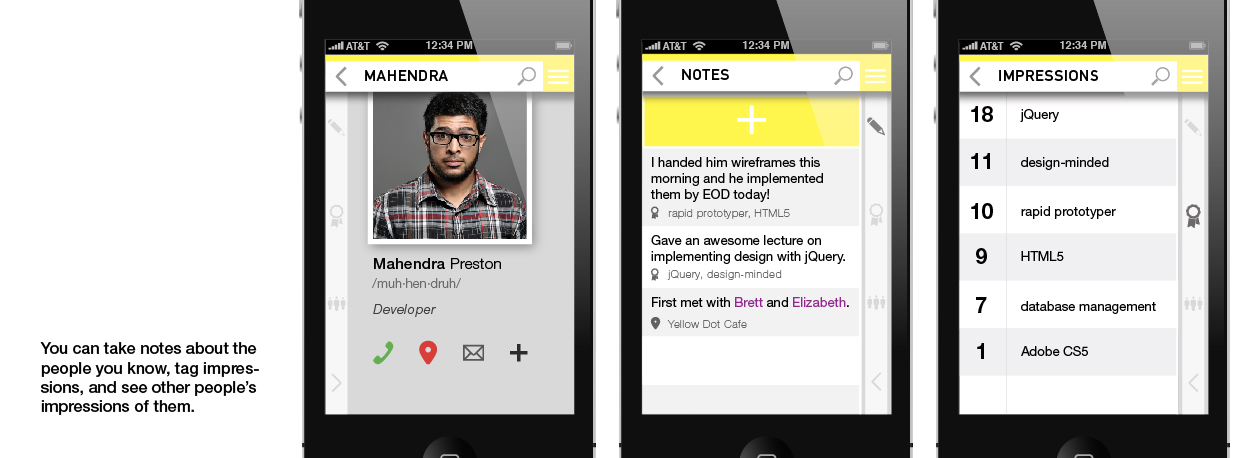 You can take notes about the
people you know, tag impres-
sions, and see other people's
impressions of them.
AT&T 12:34 PM
MAHENDRA
Mahendra Preston
/muh·hen·druh/
Developer
AT&T 12:34 PM
NOTES
I handed him wireframes this
morning and he implemented
them by EOD today!
rapid prototyper, HTML5
Gave an awesome lecture on
implementing design with jQuery.
jQuery, design-minded
First met with Brett and Elizabeth.
Yellow Dot Cafe
AT&T 12:34 PM
IMPRESSIONS
18 jQuery
11 design-minded
10 rapid prototyper
9 HTML5
7 database management
1 Adobe CS5